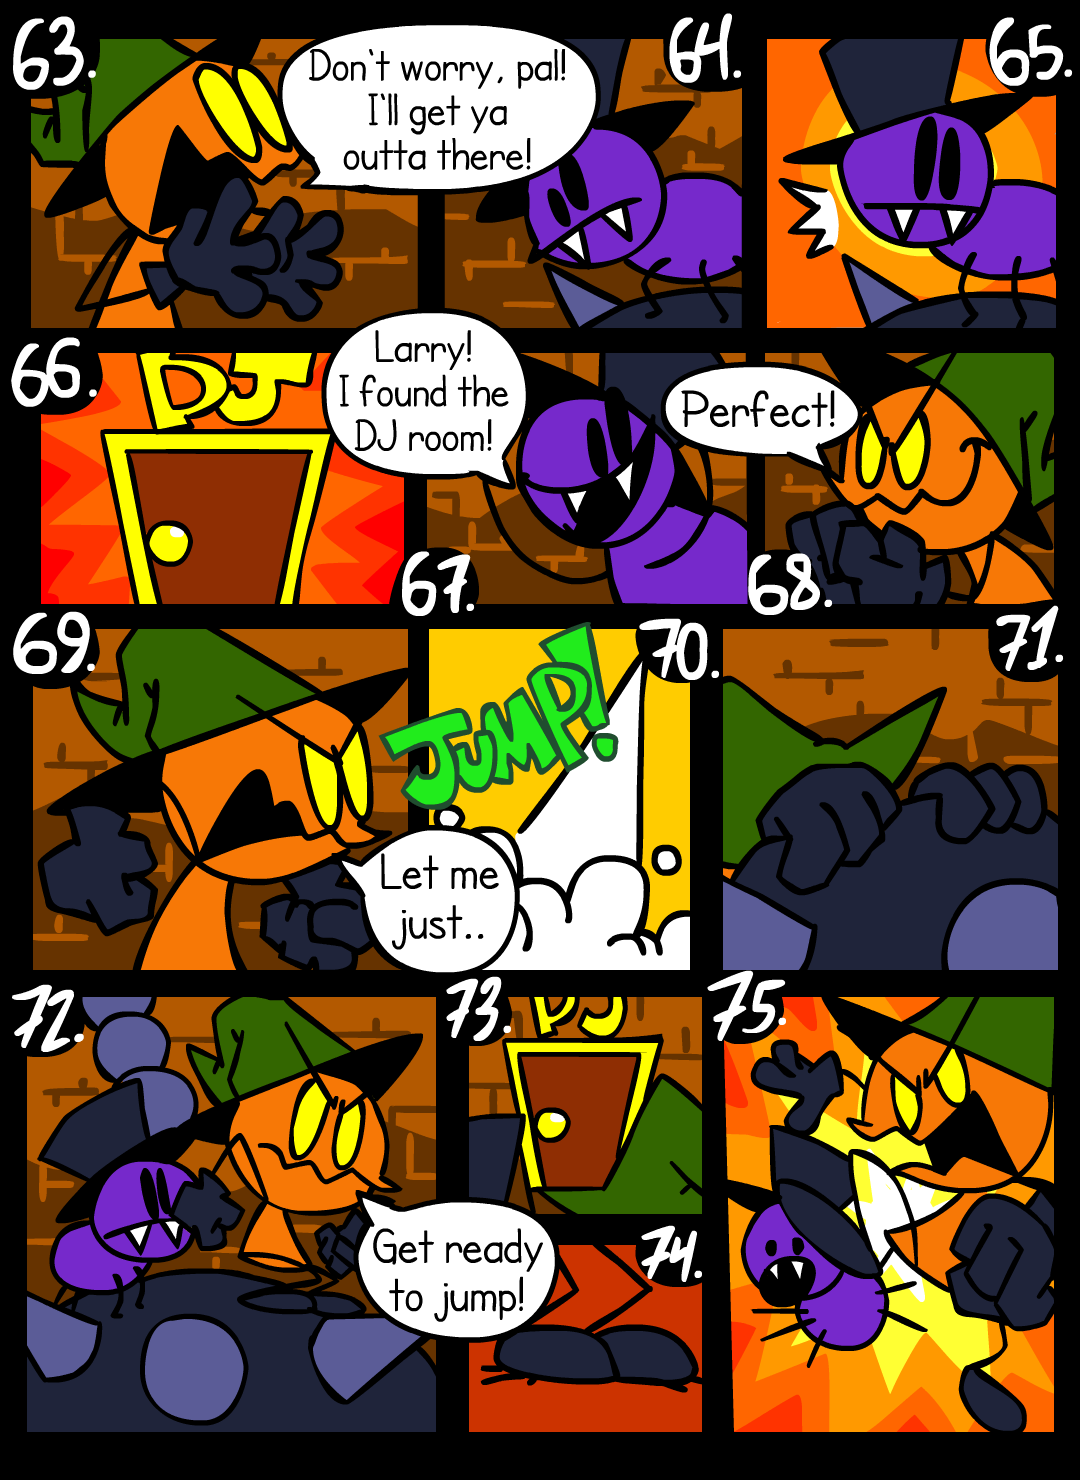 63.
Don't worry, pal!
I'll get ya
outta there!
64.
65.
66.
DJ
Larry!
I found the
DJ room!
67.
Perfect!
68.
69.
Let me
just..
70.
JUMP!
71.
72.
Get ready
to jump!
73.
DJ
74.
75.